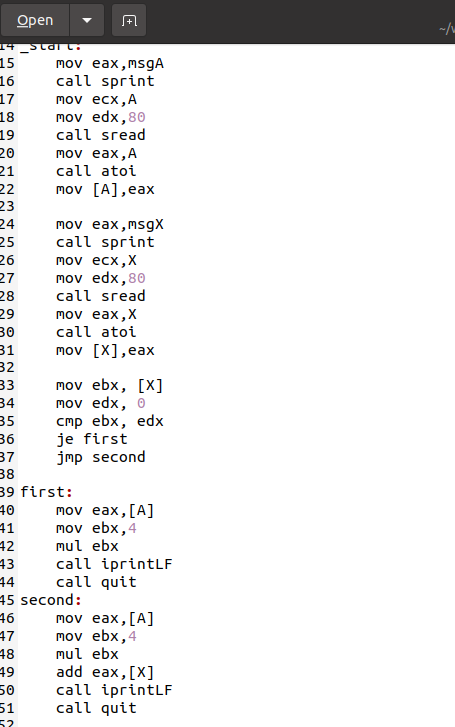 Open
~/w
14 _start:
15 mov eax,msgA
16 call sprint
17 mov ecx,A
18 mov edx,80
19 call sread
20 mov eax,A
21 call atoi
22 mov [A],eax
23
24 mov eax,msgX
25 call sprint
26 mov ecx,X
27 mov edx,80
28 call sread
29 mov eax,X
30 call atoi
31 mov [X],eax
32
33 mov ebx, [X]
34 mov edx, 0
35 cmp ebx, edx
36 je first
37 jmp second
38
39 first:
40 mov eax,[A]
41 mov ebx,4
42 mul ebx
43 call iprintLF
44 call quit
45 second:
46 mov eax,[A]
47 mov ebx,4
48 mul ebx
49 add eax,[X]
50 call iprintLF
51 call quit
52